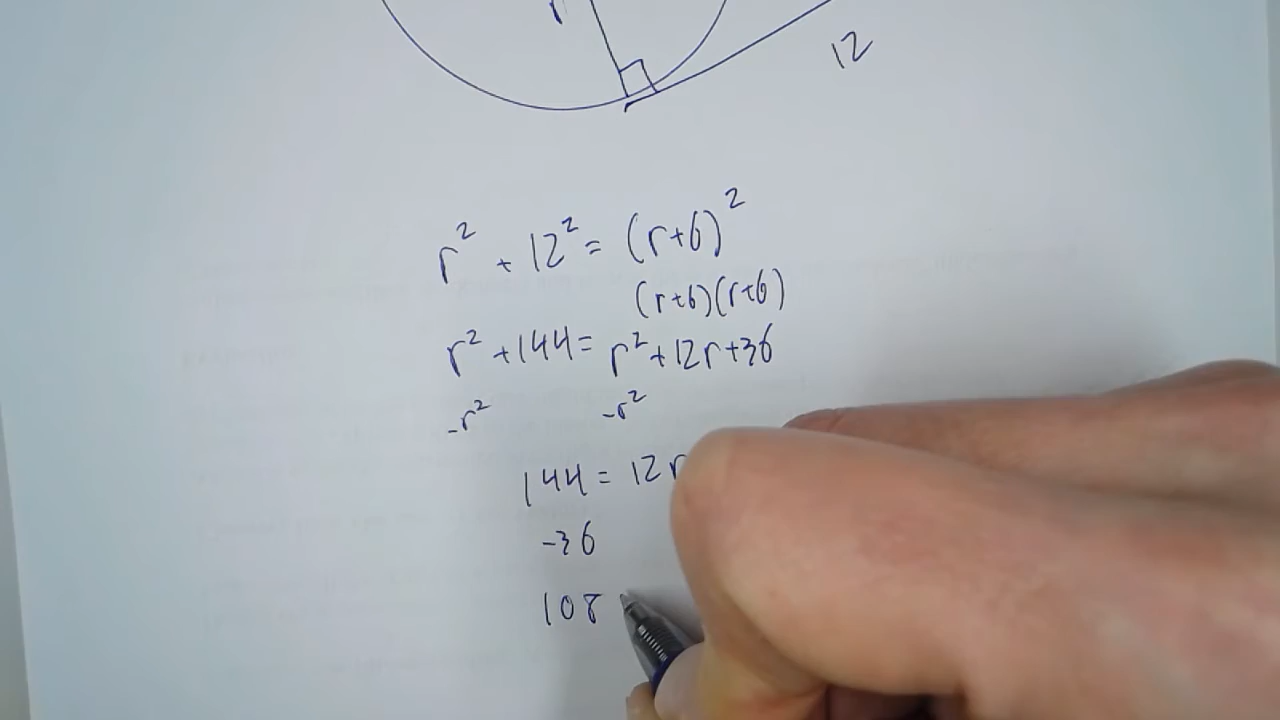 r
12
r² + 12² = (r+6)²
(r+6)(r+6)
r² + 144 = r² + 12r + 36
-r² -r²
144 = 12r
-36
108